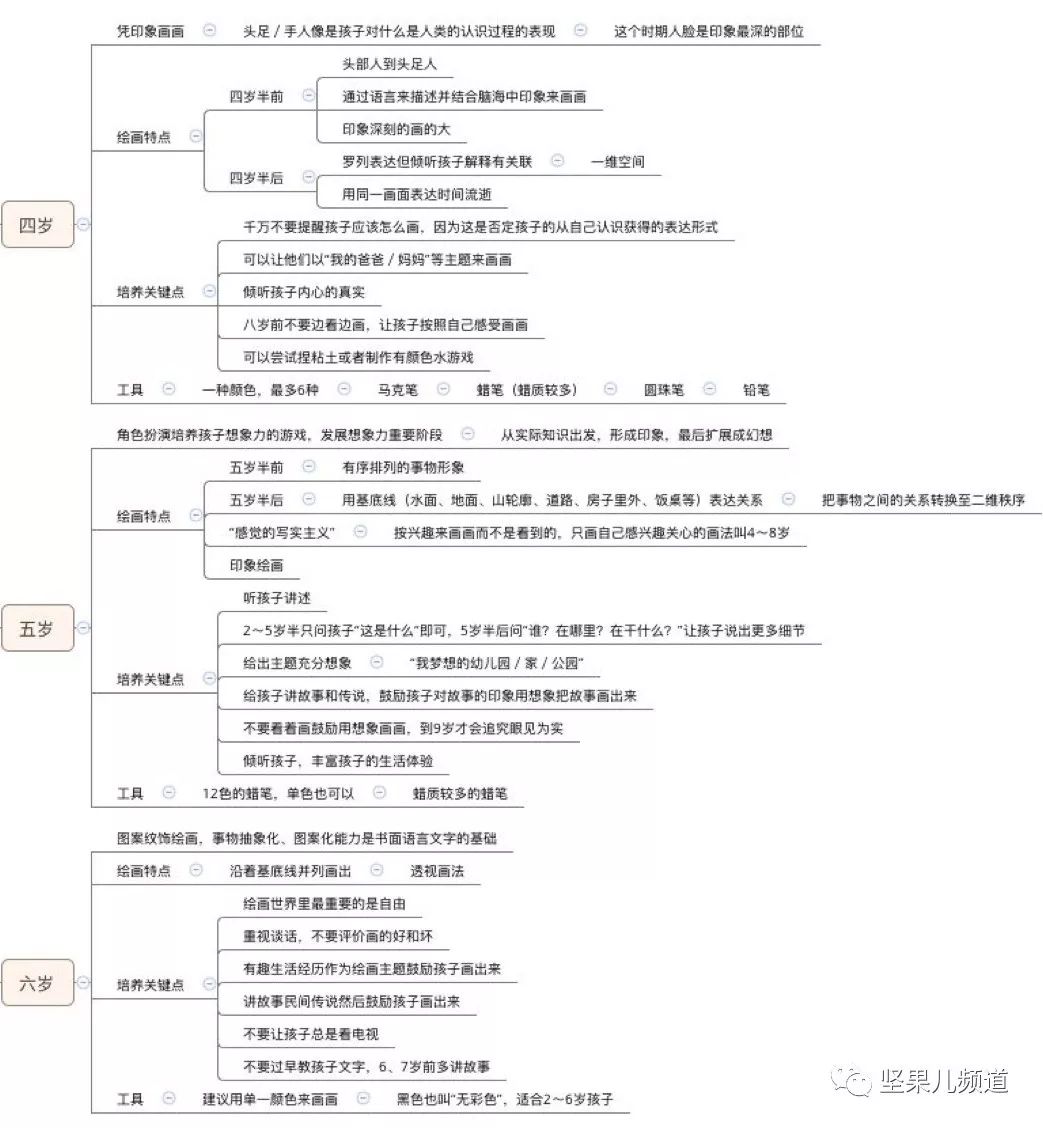 凭印象画画 头足/手人像是孩子对什么是人类的认识过程的表现 这个时期人脸是印象最深的部位
头部人到头足人
四岁半前 通过语言来描述并结合脑海中印象来画画
印象深刻的画的大
绘画特点
罗列表达但倾听孩子解释有关联 一维空间
四岁半后
用同一画面表达时间流逝
四岁
千万不要提醒孩子应该怎么画，因为这是否定孩子的从自己认识获得的表达形式
可以让他们以“我的爸爸/妈妈”等主题来画画
培养关键点 倾听孩子内心的真实
八岁前不要边看边画，让孩子按照自己感受画画
可以尝试捏粘土或者制作有颜色水游戏
工具 一种颜色，最多6种 马克笔 蜡笔（蜡质较多） 圆珠笔 铅笔
角色扮演培养孩子想象力的游戏，发展想象力重要阶段 从实际知识出发，形成印象，最后扩展成幻想
五岁半前 有序排列的事物形象
五岁半后 用基底线（水面、地面、山轮廓、道路、房子里外、饭桌等）表达关系 把事物之间的关系转换至二维秩序
绘画特点
“感觉的写实主义” 按兴趣来画画而不是看到的，只画自己感兴趣关心的画法叫4～8岁
印象绘画
听孩子讲述
五岁
2～5岁半只问孩子“这是什么”即可，5岁半后问“谁？在哪里？在干什么？”让孩子说出更多细节
给出主题充分想象 “我梦想的幼儿园/家/公园”
培养关键点
给孩子讲故事和传说，鼓励孩子对故事的印象用想象把故事画出来
不要看着画鼓励用想象画画，到9岁才会追究眼见为实
倾听孩子，丰富孩子的生活体验
工具 12色的蜡笔，单色也可以 蜡质较多的蜡笔
图案纹饰绘画，事物抽象化、图案化能力是书面语言文字的基础
绘画特点 沿着基底线并列画出 透视画法
绘画世界里最重要的是自由
重视谈话，不要评价画的好和坏
有趣生活经历作为绘画主题鼓励孩子画出来
六岁
培养关键点
讲故事民间传说然后鼓励孩子画出来
不要让孩子总是看电视
不要过早教孩子文字，6、7岁前多讲故事
工具 建议用单一颜色来画画 黑色也叫“无彩色”，适合2～6岁孩子
坚果儿频道